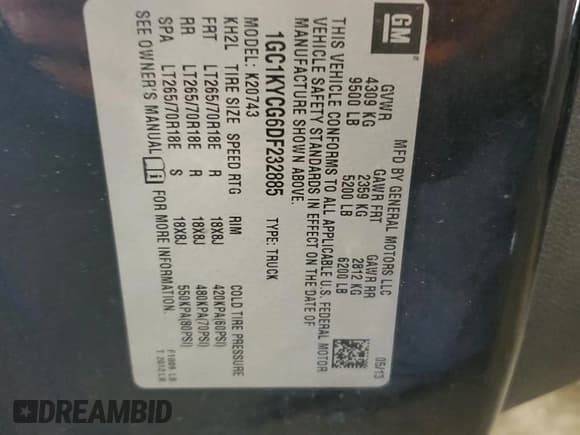 GM
MFD BY GENERAL MOTORS LLC
05/13
GVWR GAWR FRT GAWR RR
4309 KG 2359 KG 2812 KG
9500 LB 5200 LB 6200 LB
THIS VEHICLE CONFORMS TO ALL APPLICABLE U.S. FEDERAL MOTOR
VEHICLE SAFETY STANDARDS IN EFFECT ON THE DATE OF
MANUFACTURE SHOWN ABOVE.
1GC1KYCG6DF232885 TYPE: TRUCK
MODEL: K20743
KH2L TIRE SIZE SPEED RTG RIM COLD TIRE PRESSURE
FRT LT265/70R18E R 18X8J 420KPA(60PSI)
RR LT265/70R18E R 18X8J 480KPA(70PSI)
SPA LT265/70R18E S 18X8J 550KPA(80PSI)
SEE OWNER'S MANUAL i FOR MORE INFORMATION.
DREAMBID